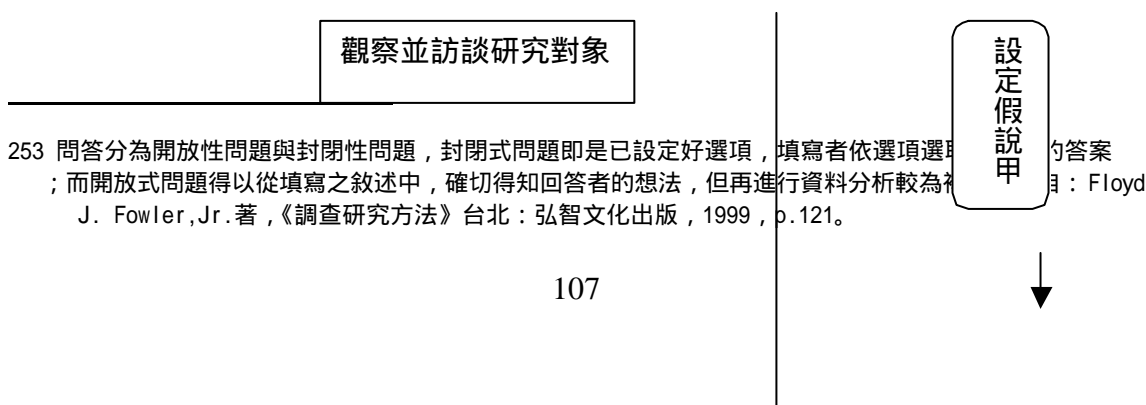 觀察並訪談研究對象
設定假說甲
253 問答分為開放性問題與封閉性問題，封閉式問題即是已設定好選項，填寫者依選項選 的答案
；而開放式問題得以從填寫之敘述中，確切得知回答者的想法，但再進行資料分析較為 ：Floyd
J. Fowler,Jr.著，《調查研究方法》台北：弘智文化出版，1999，p.121。
107